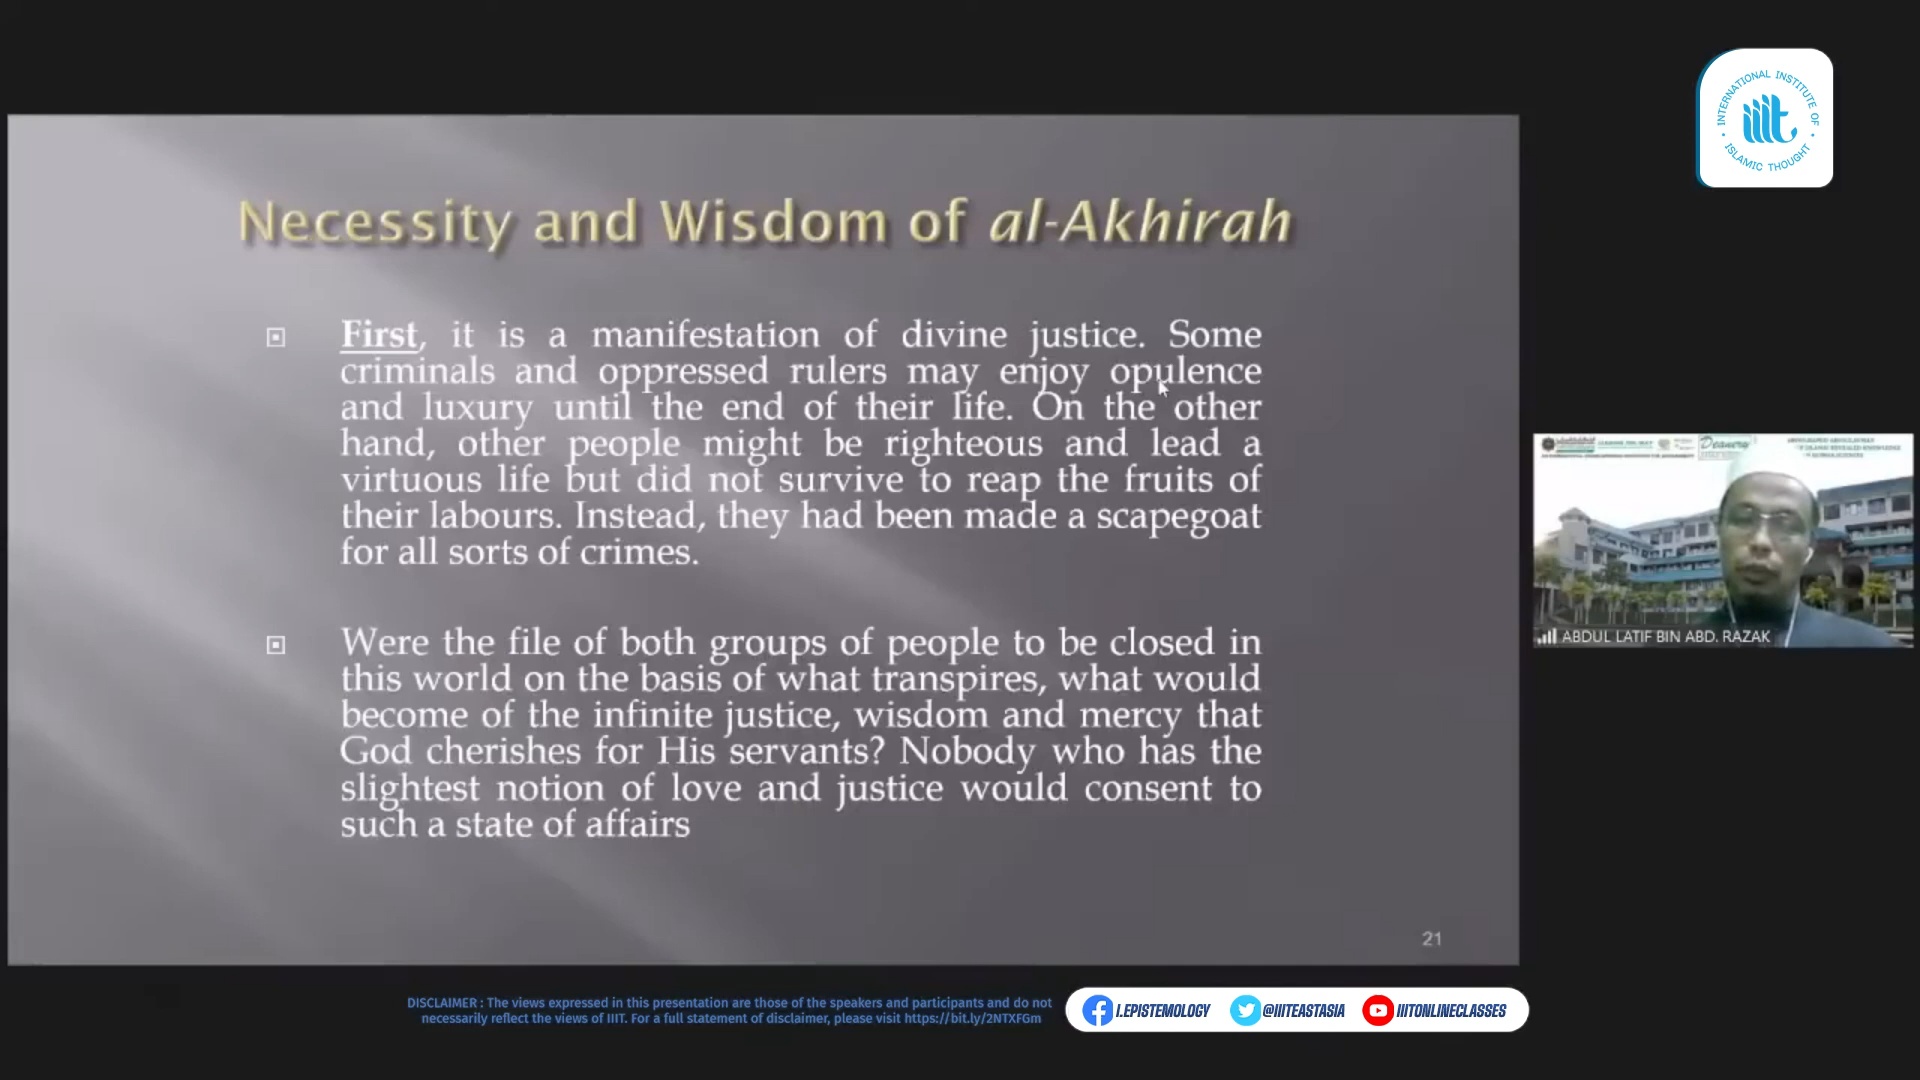 INTERNATIONAL INSTITUTE OF
iiit
ISLAMIC THOUGHT
Necessity and Wisdom of al-Akhirah
First, it is a manifestation of divine justice. Some
criminals and oppressed rulers may enjoy opulence
and luxury until the end of their life. On the other
hand, other people might be righteous and lead a
virtuous life but did not survive to reap the fruits of
their labours. Instead, they had been made a scapegoat
for all sorts of crimes.
Were the file of both groups of people to be closed in
this world on the basis of what transpires, what would
become of the infinite justice, wisdom and mercy that
God cherishes for His servants? Nobody who has the
slightest notion of love and justice would consent to
such a state of affairs
21
ABDUL LATIF BIN ABD. RAZAK
DISCLAIMER : The views expressed in this presentation are those of the speakers and participants and do not
necessarily reflect the views of IIIT. For a full statement of disclaimer, please visit https://bit.ly/2NTXFGm
I.EPISTEMOLOGY
@IIITEASTASIA
IIITONLINECLASSES